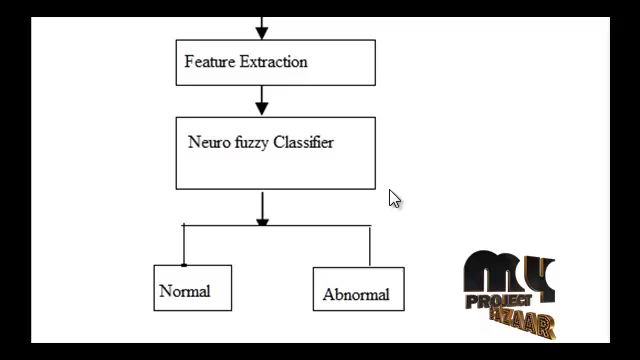 Feature Extraction
Neuro fuzzy Classifier
Normal
Abnormal
my
PROJECT
BAZAAR